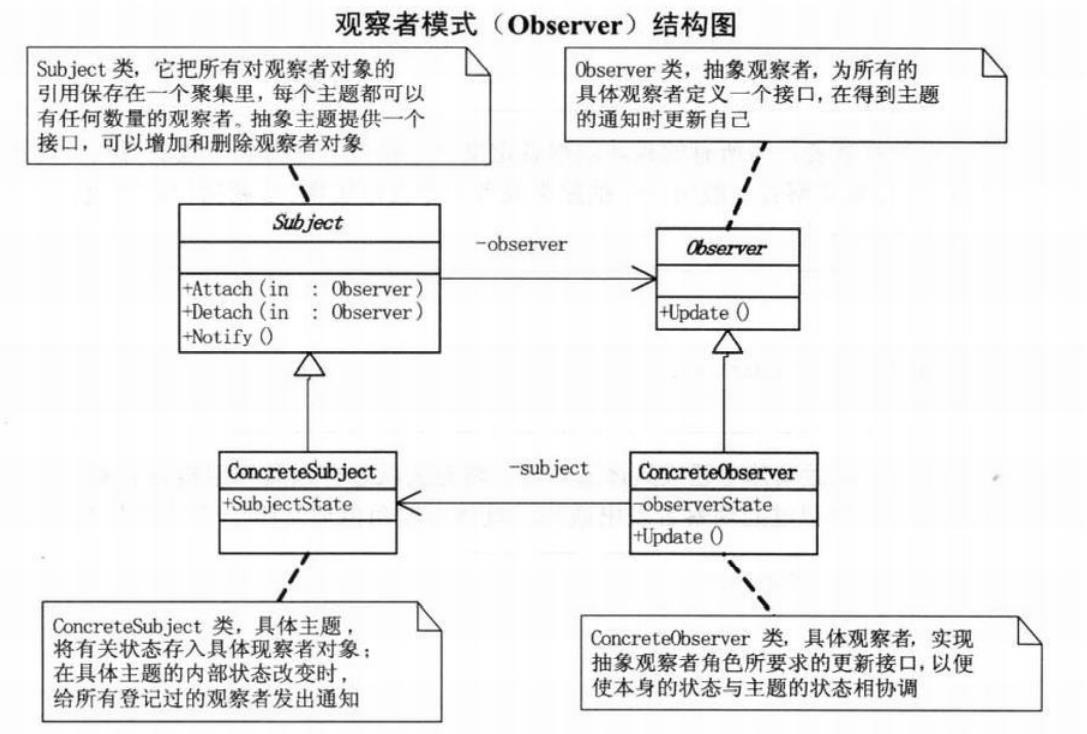 观察者模式（Observer）结构图
Subject 类，它把所有对观察者对象的
引用保存在一个聚集里，每个主题都可以
有任何数量的观察者。抽象主题提供一个
接口，可以增加和删除观察者对象
Observer 类，抽象观察者，为所有的
具体观察者定义一个接口，在得到主题
的通知时更新自己
Subject
+Attach(in : Observer)
+Detach(in : Observer)
+Notify()
-observer
Observer
+Update()
ConcreteSubject
+SubjectState
-subject
ConcreteObserver
-observerState
+Update()
ConcreteSubject 类，具体主题，
将有关状态存入具体现察者对象；
在具体主题的内部状态改变时，
给所有登记过的观察者发出通知
ConcreteObserver 类，具体观察者，实现
抽象观察者角色所要求的更新接口，以便
使本身的状态与主题的状态相协调